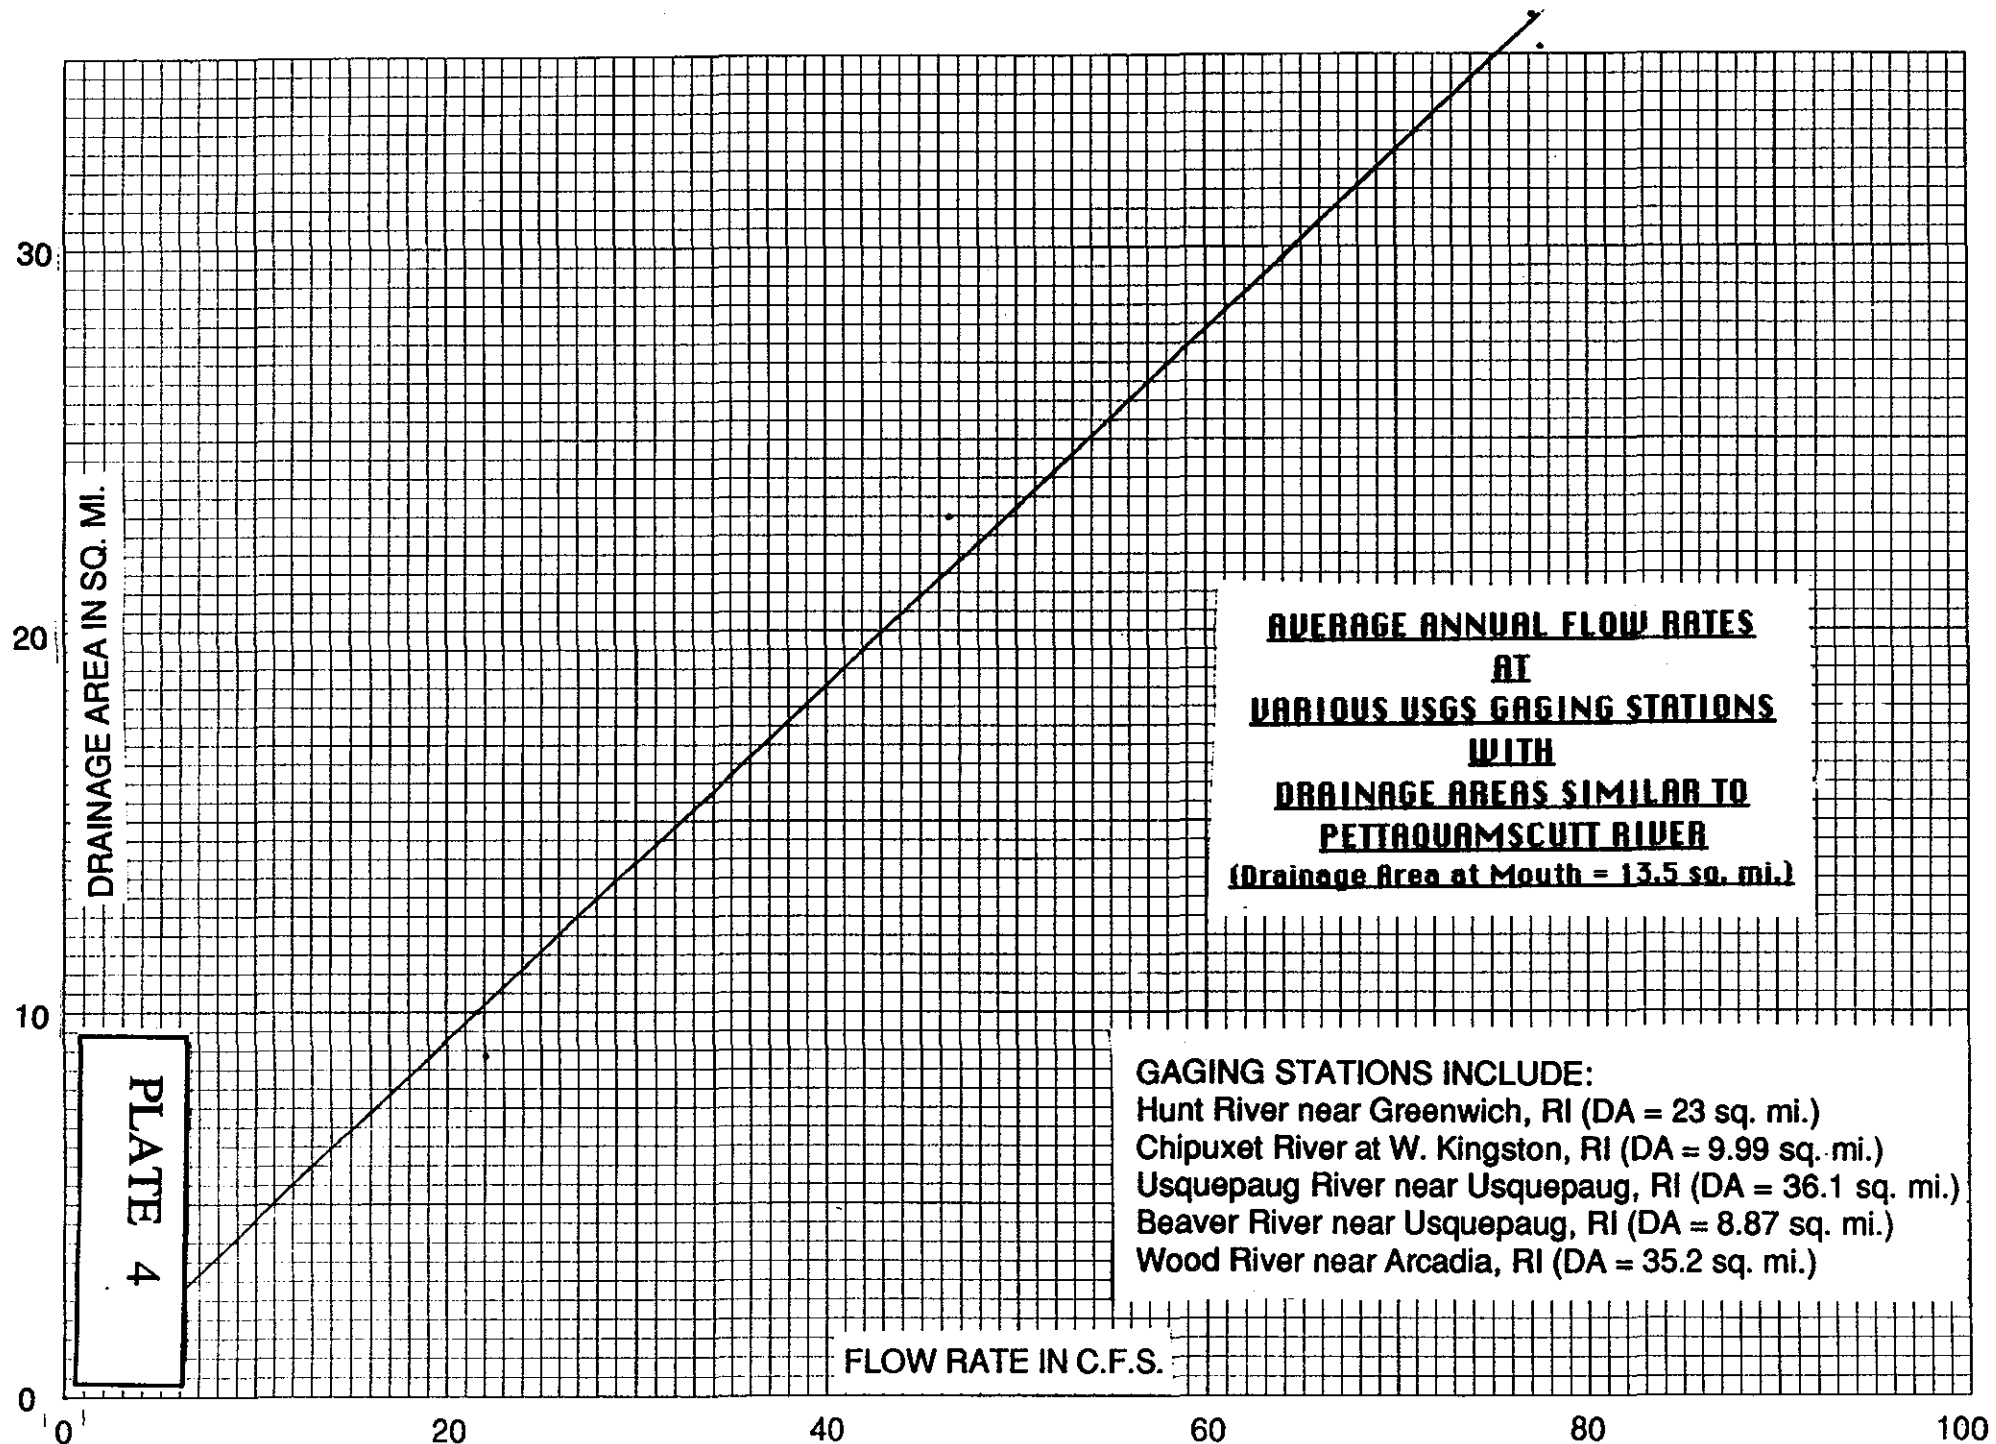 30
20
10
0
DRAINAGE AREA IN SQ. MI.
PLATE 4
AVERAGE ANNUAL FLOW RATES
AT
VARIOUS USGS GAGING STATIONS
WITH
DRAINAGE AREAS SIMILAR TO
PETTAQUAMSCUTT RIVER
(Drainage Area at Mouth = 13.5 sq. mi.)
GAGING STATIONS INCLUDE:
Hunt River near Greenwich, RI (DA = 23 sq. mi.)
Chipuxet River at W. Kingston, RI (DA = 9.99 sq. mi.)
Usquepaug River near Usquepaug, RI (DA = 36.1 sq. mi.)
Beaver River near Usquepaug, RI (DA = 8.87 sq. mi.)
Wood River near Arcadia, RI (DA = 35.2 sq. mi.)
FLOW RATE IN C.F.S.
0 20 40 60 80 100